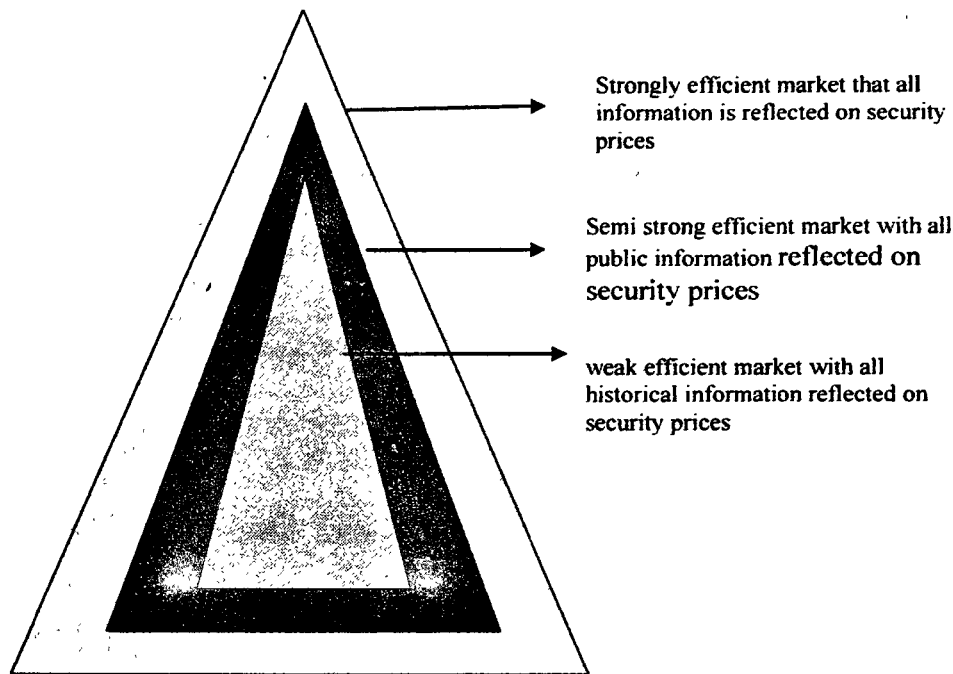 Strongly efficient market that all
information is reflected on security
prices
Semi strong efficient market with all
public information reflected on
security prices
weak efficient market with all
historical information reflected on
security prices